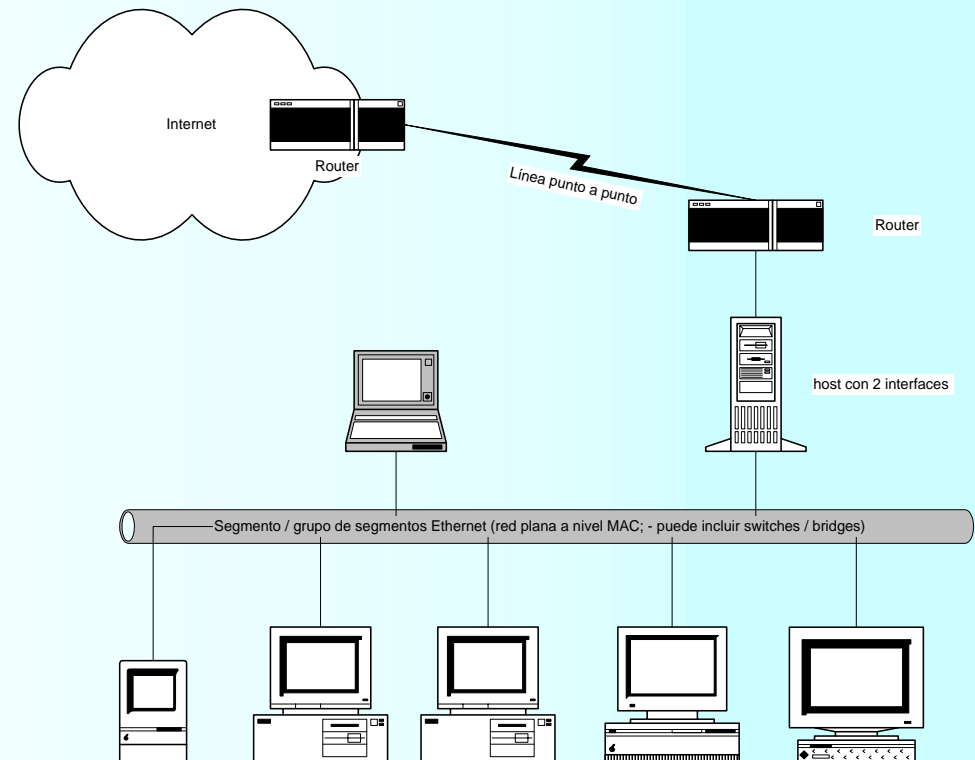 Internet
Router
Línea punto a punto
Router
host con 2 interfaces
Segmento / grupo de segmentos Ethernet (red plana a nivel MAC; - puede incluir switches / bridges)